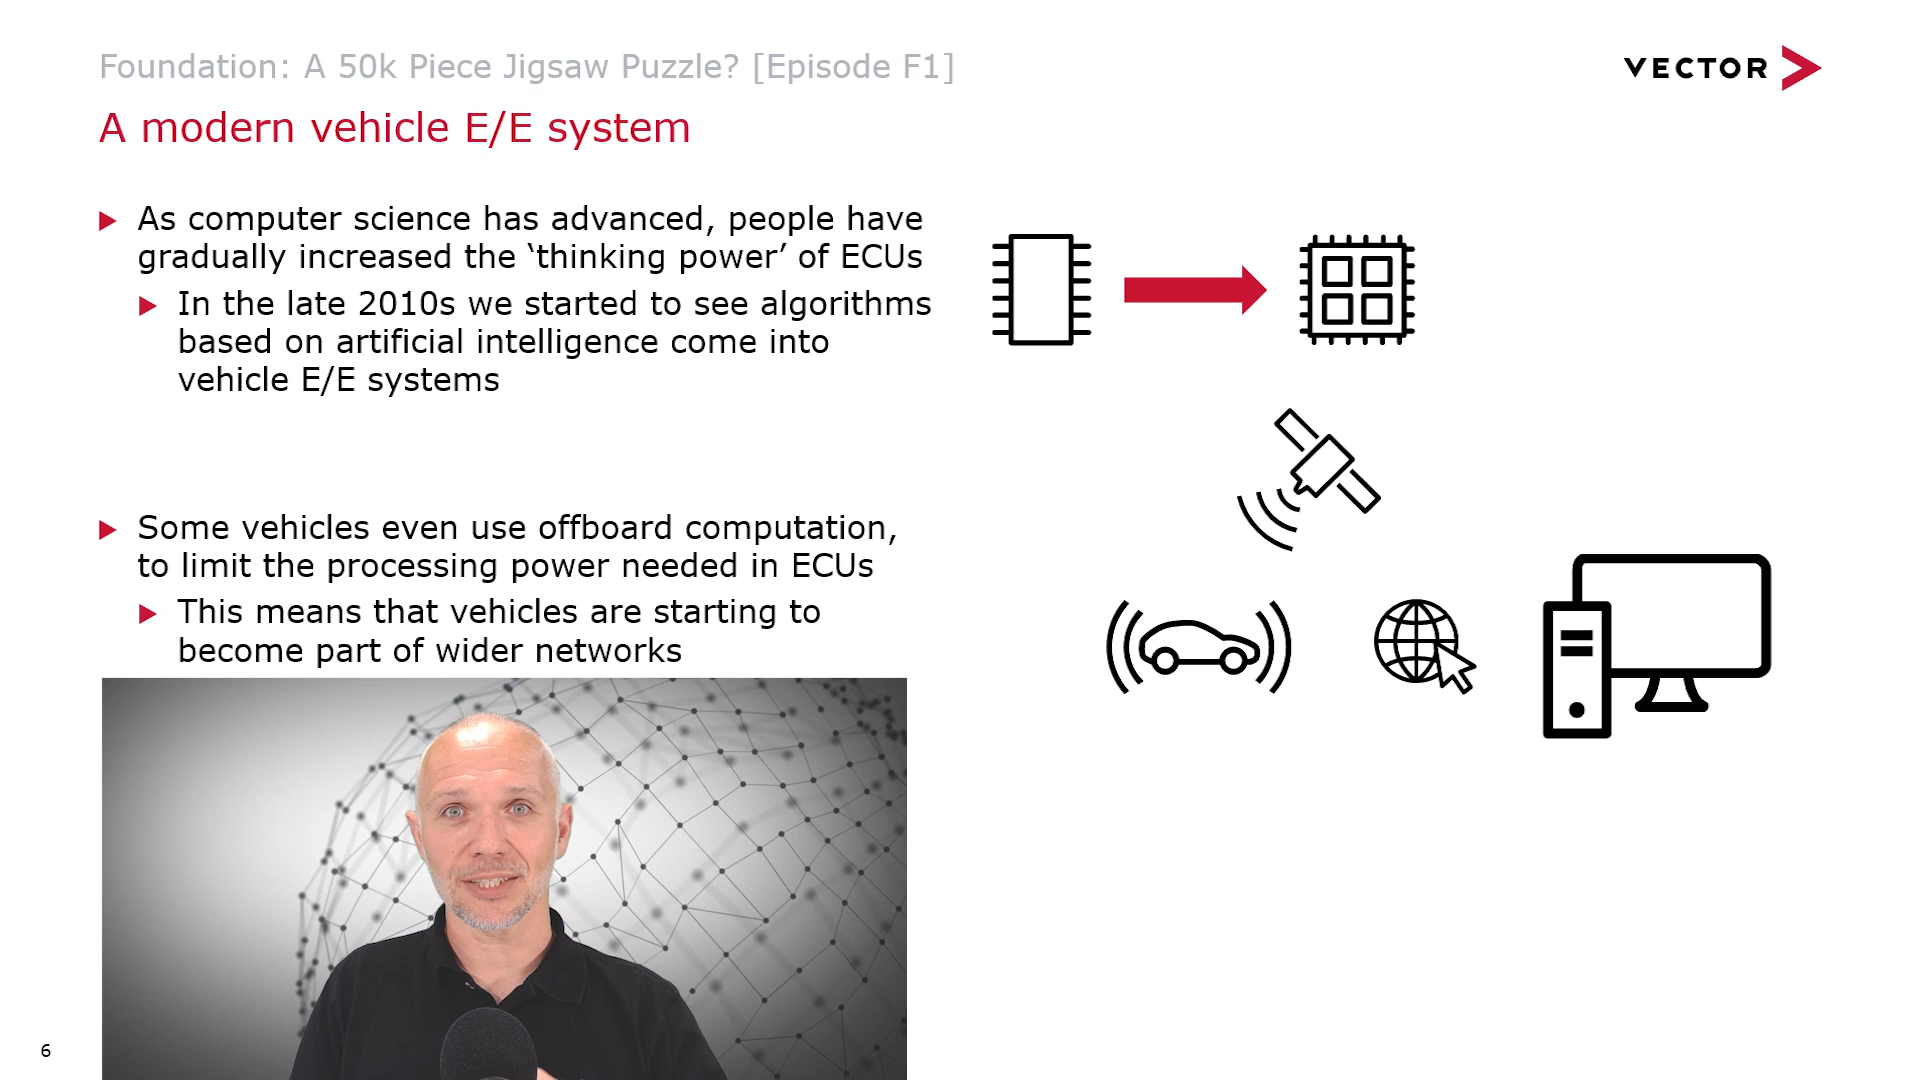 Foundation: A 50k Piece Jigsaw Puzzle? [Episode F1]
VECTOR
A modern vehicle E/E system
As computer science has advanced, people have
gradually increased the ‘thinking power’ of ECUs
In the late 2010s we started to see algorithms
based on artificial intelligence come into
vehicle E/E systems
Some vehicles even use offboard computation,
to limit the processing power needed in ECUs
This means that vehicles are starting to
become part of wider networks
6